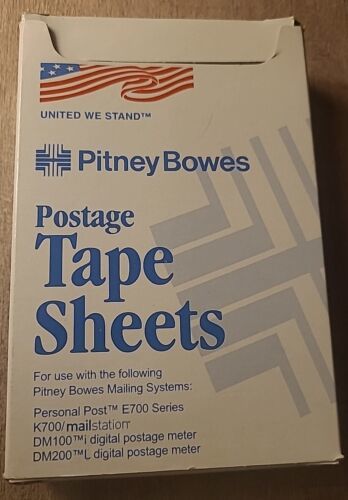 UNITED WE STAND™
Pitney Bowes
Postage
Tape
Sheets
For use with the following
Pitney Bowes Mailing Systems:
Personal Post™ E700 Series
K700/mailstation™
DM100™i digital postage meter
DM200™L digital postage meter